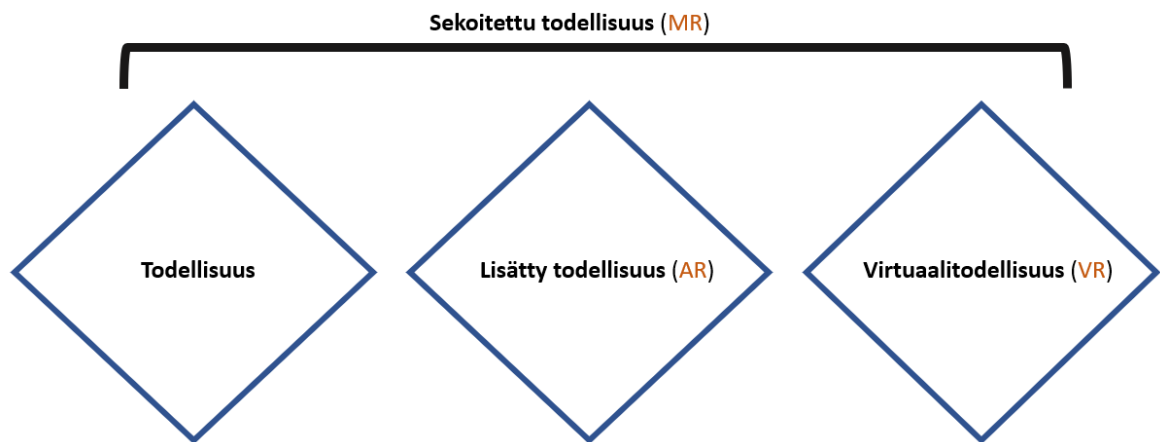 Sekoitettu todellisuus (MR)
Todellisuus
Lisätty todellisuus (AR)
Virtuaalitodellisuus (VR)